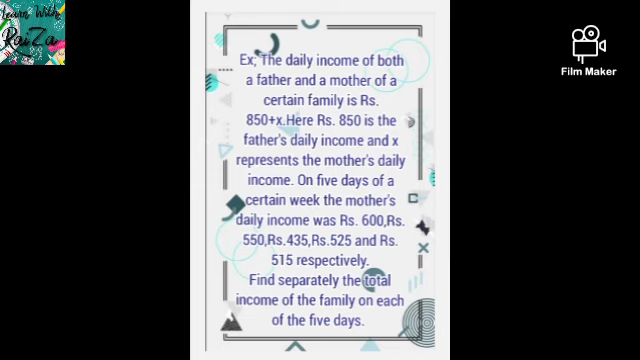 Learn With
RaiZa
Film Maker
Ex; The daily income of both
a father and a mother of a
certain family is Rs.
850+x.Here Rs. 850 is the
father's daily income and x
represents the mother's daily
income. On five days of a
certain week the mother's
daily income was Rs. 600,Rs.
550,Rs.435,Rs.525 and Rs.
515 respectively.
Find separately the total
income of the family on each
of the five days.